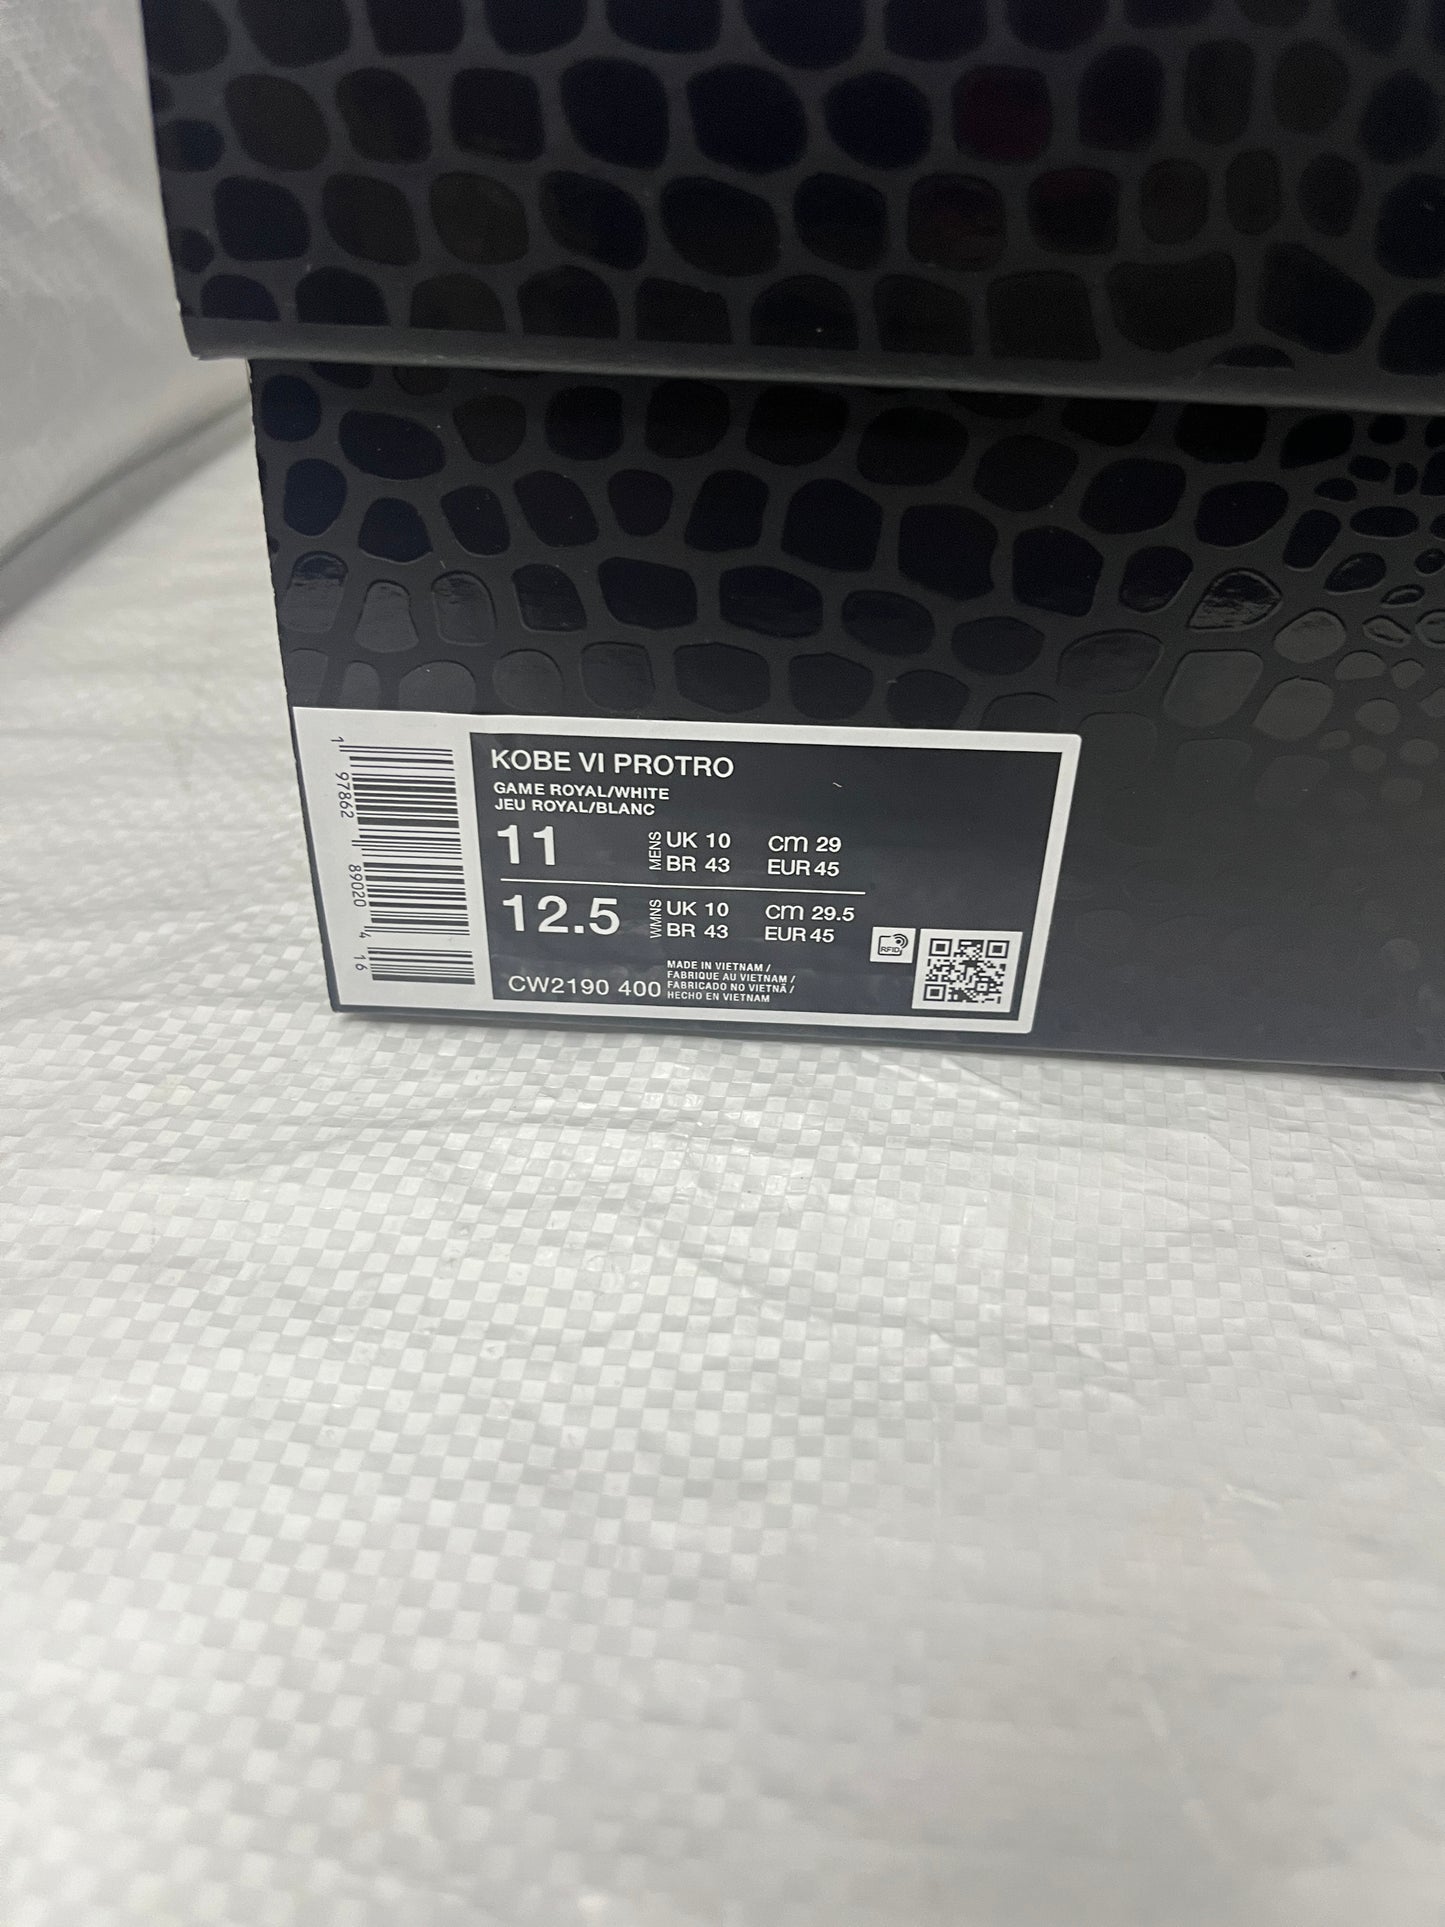 KOBE VI PROTRO
GAME ROYAL/WHITE
JEU ROYAL/BLANC
11 MENS UK 10 cm 29
BR 43 EUR 45
12.5 WMNS UK 10 cm 29.5
BR 43 EUR 45
RFID
CW2190 400
MADE IN VIETNAM /
FABRIQUE AU VIETNAM /
FABRICADO NO VIETNÃ /
HECHO EN VIETNAM
1 97862 89020 4 16